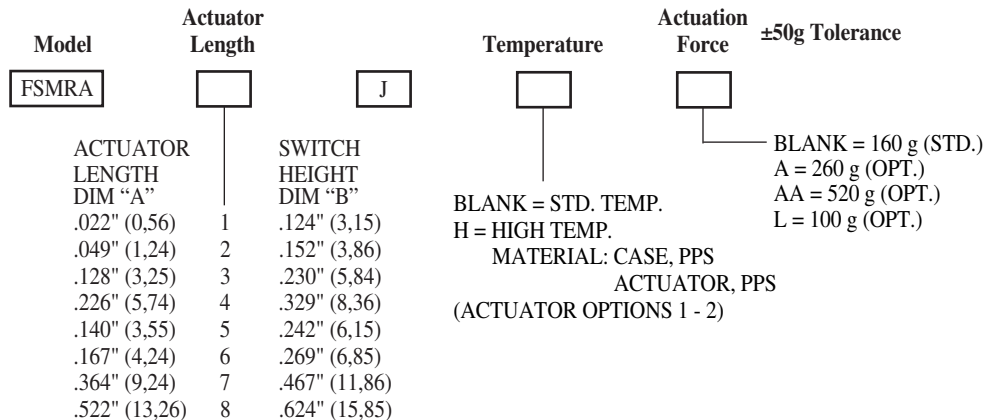 Model
Actuator
Length
Temperature
Actuation
Force
±50g Tolerance
FSMRA
J
ACTUATOR
LENGTH
DIM “A”
SWITCH
HEIGHT
DIM “B”
.022" (0,56) 1 .124" (3,15)
.049" (1,24) 2 .152" (3,86)
.128" (3,25) 3 .230" (5,84)
.226" (5,74) 4 .329" (8,36)
.140" (3,55) 5 .242" (6,15)
.167" (4,24) 6 .269" (6,85)
.364" (9,24) 7 .467" (11,86)
.522" (13,26) 8 .624" (15,85)
BLANK = STD. TEMP.
H = HIGH TEMP.
MATERIAL: CASE, PPS
ACTUATOR, PPS
(ACTUATOR OPTIONS 1 - 2)
BLANK = 160 g (STD.)
A = 260 g (OPT.)
AA = 520 g (OPT.)
L = 100 g (OPT.)